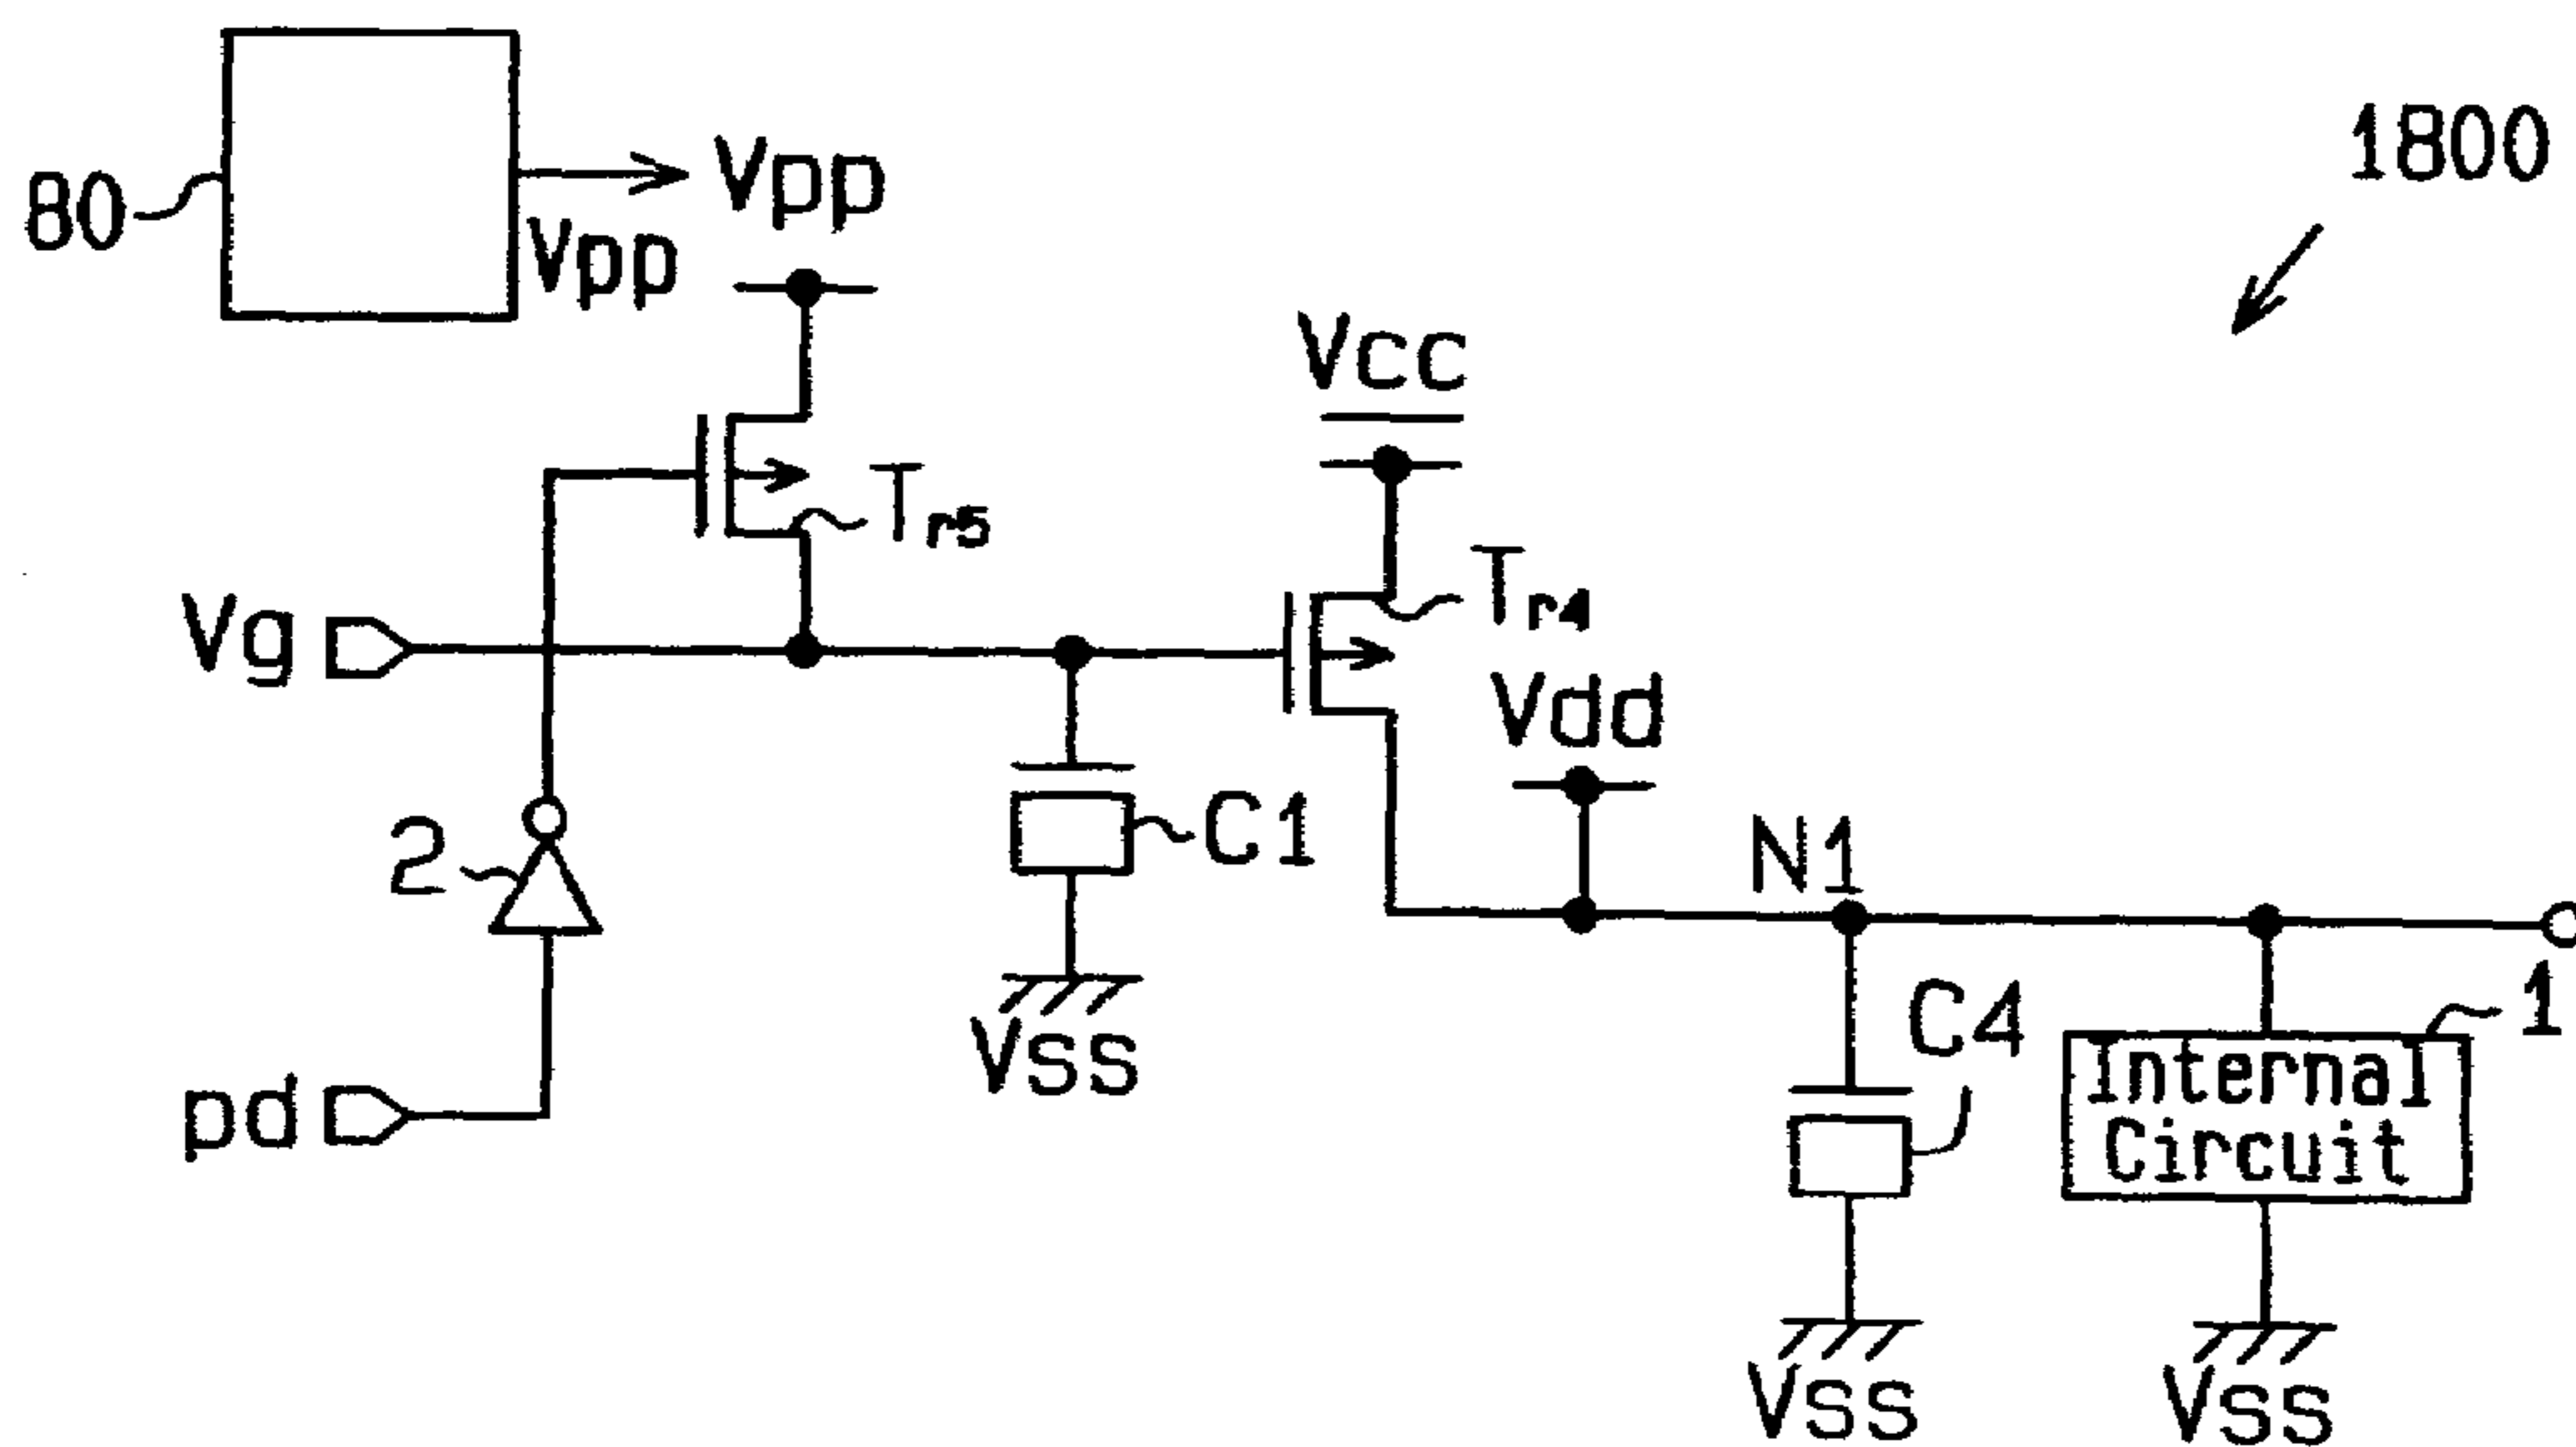 1800
80
Vpp
Vpp
Vcc
Tr5
Tr4
Vg
Vdd
2
C1
N1
pd
Vss
C4
1
Internal
Circuit
Vss
Vss